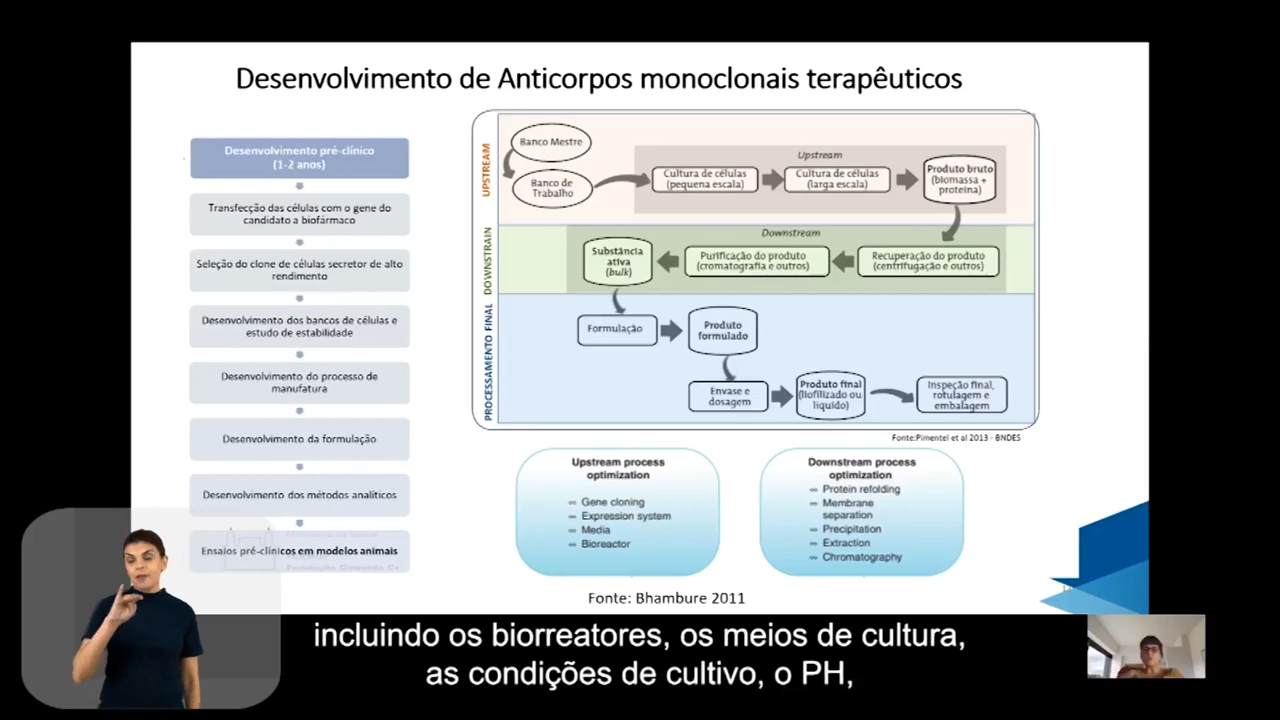 Desenvolvimento de Anticorpos monoclonais terapêuticos
Desenvolvimento pré-clínico
(1-2 anos)
Transfecção das células com o gene do
candidato a biofármaco
Seleção do clone de células secretor de alto
rendimento
Desenvolvimento dos bancos de células e
estudo de estabilidade
Desenvolvimento do processo de
manufatura
Desenvolvimento da formulação
Desenvolvimento dos métodos analíticos
Ensaios pré-clínicos em modelos animais
UPSTREAM
Banco Mestre
Banco de
Trabalho
Upstream
Cultura de células
(pequena escala)
Cultura de células
(larga escala)
Produto bruto
(biomassa +
proteína)
DOWNSTRAIN
Downstream
Substância
ativa
(bulk)
Purificação do produto
(cromatografia e outros)
Recuperação do produto
(centrifugação e outros)
PROCESSAMENTO FINAL
Formulação
Produto
formulado
Envase e
dosagem
Produto final
(liofilizado ou
líquido)
Inspeção final,
rotulagem e
embalagem
Fonte:Pimentel et al 2013 - BNDES
Upstream process
optimization
∞ Gene cloning
∞ Expression system
∞ Media
∞ Bioreactor
Downstream process
optimization
∞ Protein refolding
∞ Membrane
separation
∞ Precipitation
∞ Extraction
∞ Chromatography
Fonte: Bhambure 2011
incluindo os biorreatores, os meios de cultura,
as condições de cultivo, o PH,